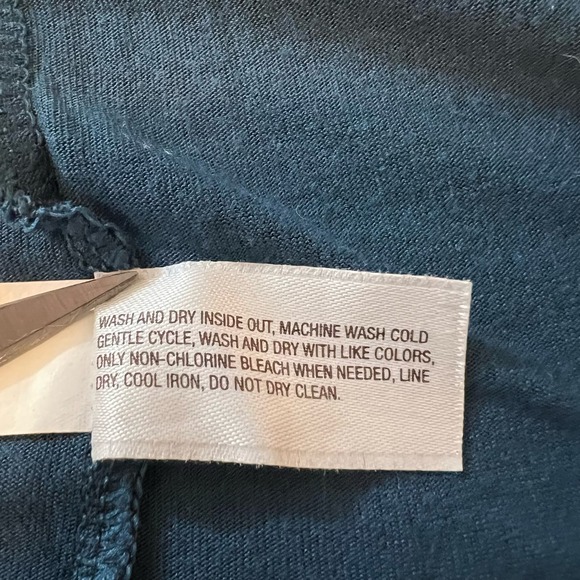 WASH AND DRY INSIDE OUT, MACHINE WASH COLD
GENTLE CYCLE, WASH AND DRY WITH LIKE COLORS,
ONLY NON-CHLORINE BLEACH WHEN NEEDED, LINE
DRY, COOL IRON, DO NOT DRY CLEAN.